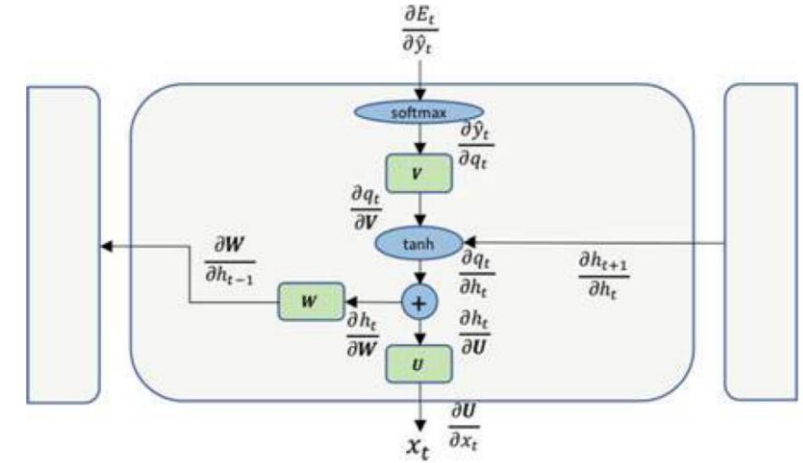 ∂E_t/∂ŷ_t
softmax
∂ŷ_t/∂q_t
V
∂q_t/∂V
tanh
∂W/∂h_{t-1}
∂q_t/∂h_t
∂h_{t+1}/∂h_t
W
+
∂h_t/∂W
∂h_t/∂U
U
∂U/∂x_t
x_t